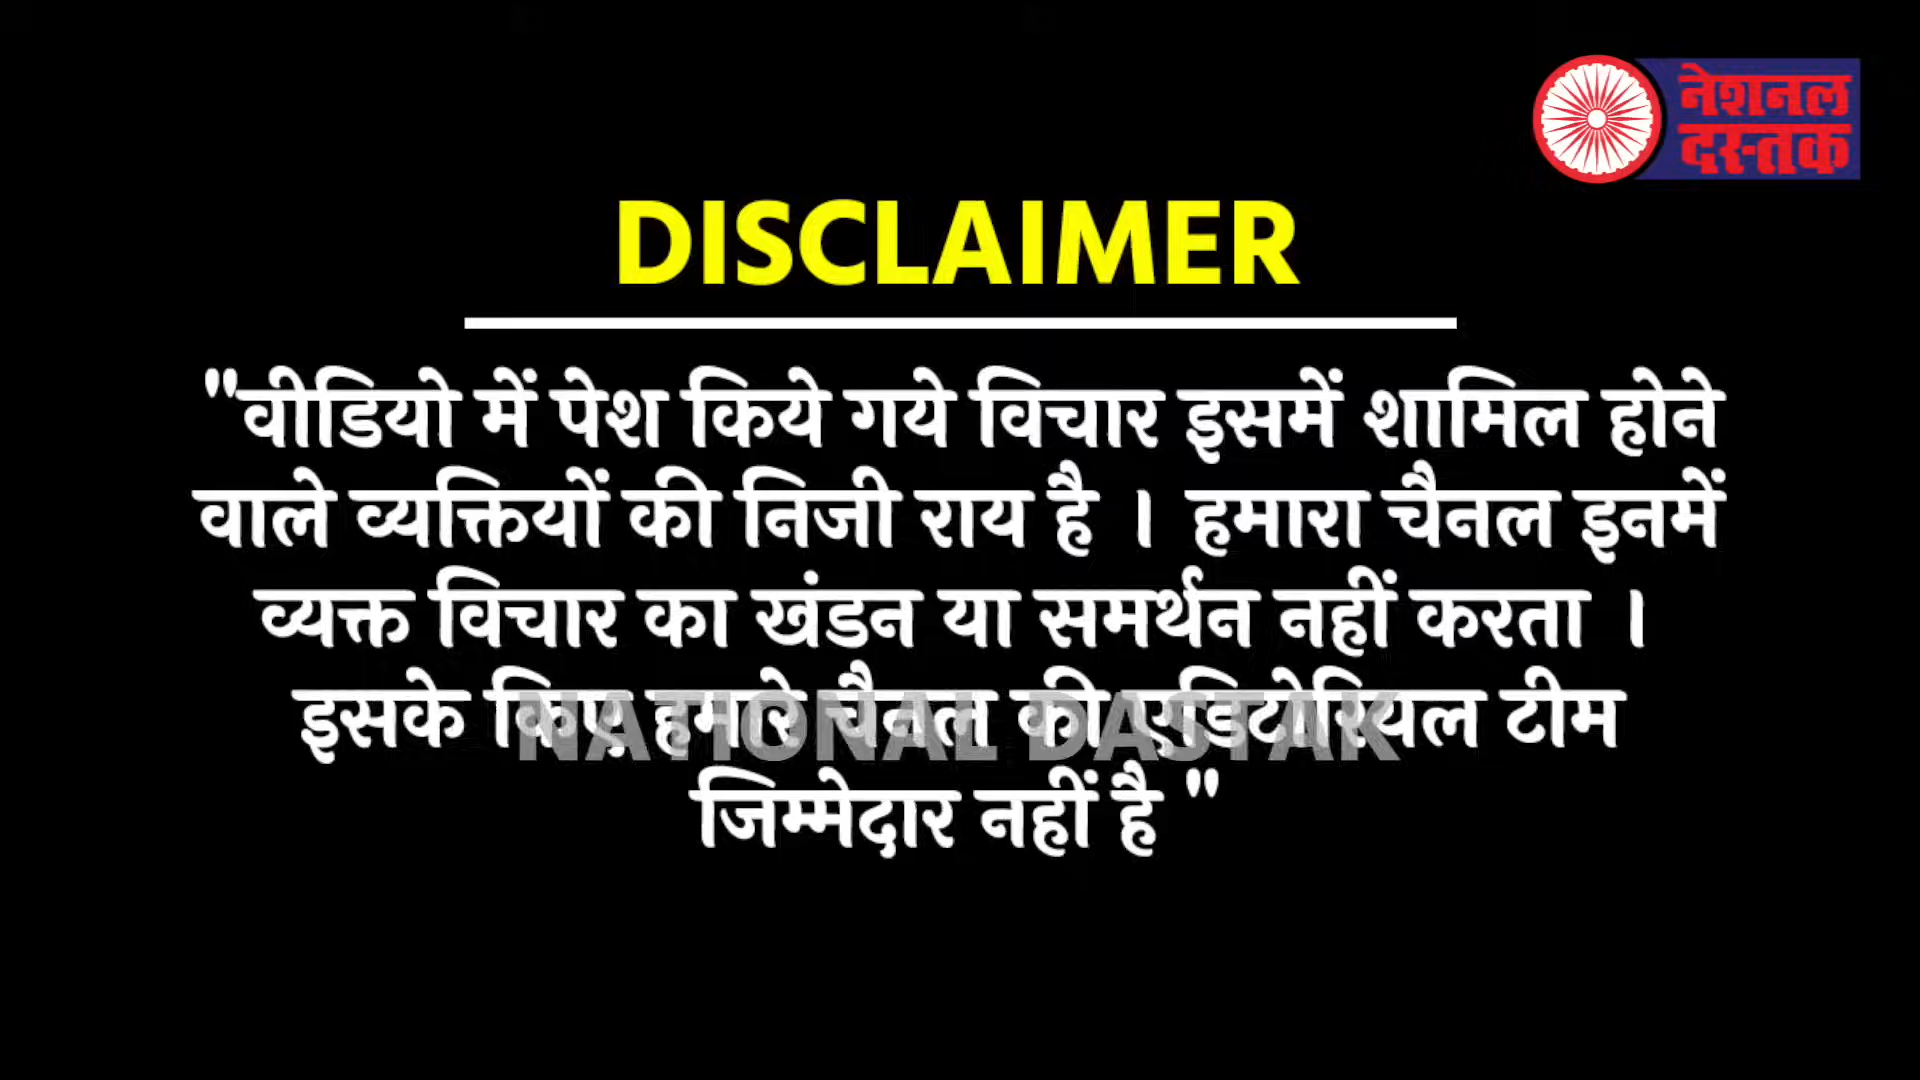 नेशनल
दस्तक
DISCLAIMER
"वीडियो में पेश किये गये विचार इसमें शामिल होने
वाले व्यक्तियों की निजी राय है । हमारा चैनल इनमें
व्यक्त विचार का खंडन या समर्थन नहीं करता ।
इसके किए हमारे चैनल की एडिटोरियल टीम
NATIONAL DASTAK
जिम्मेदार नहीं है "